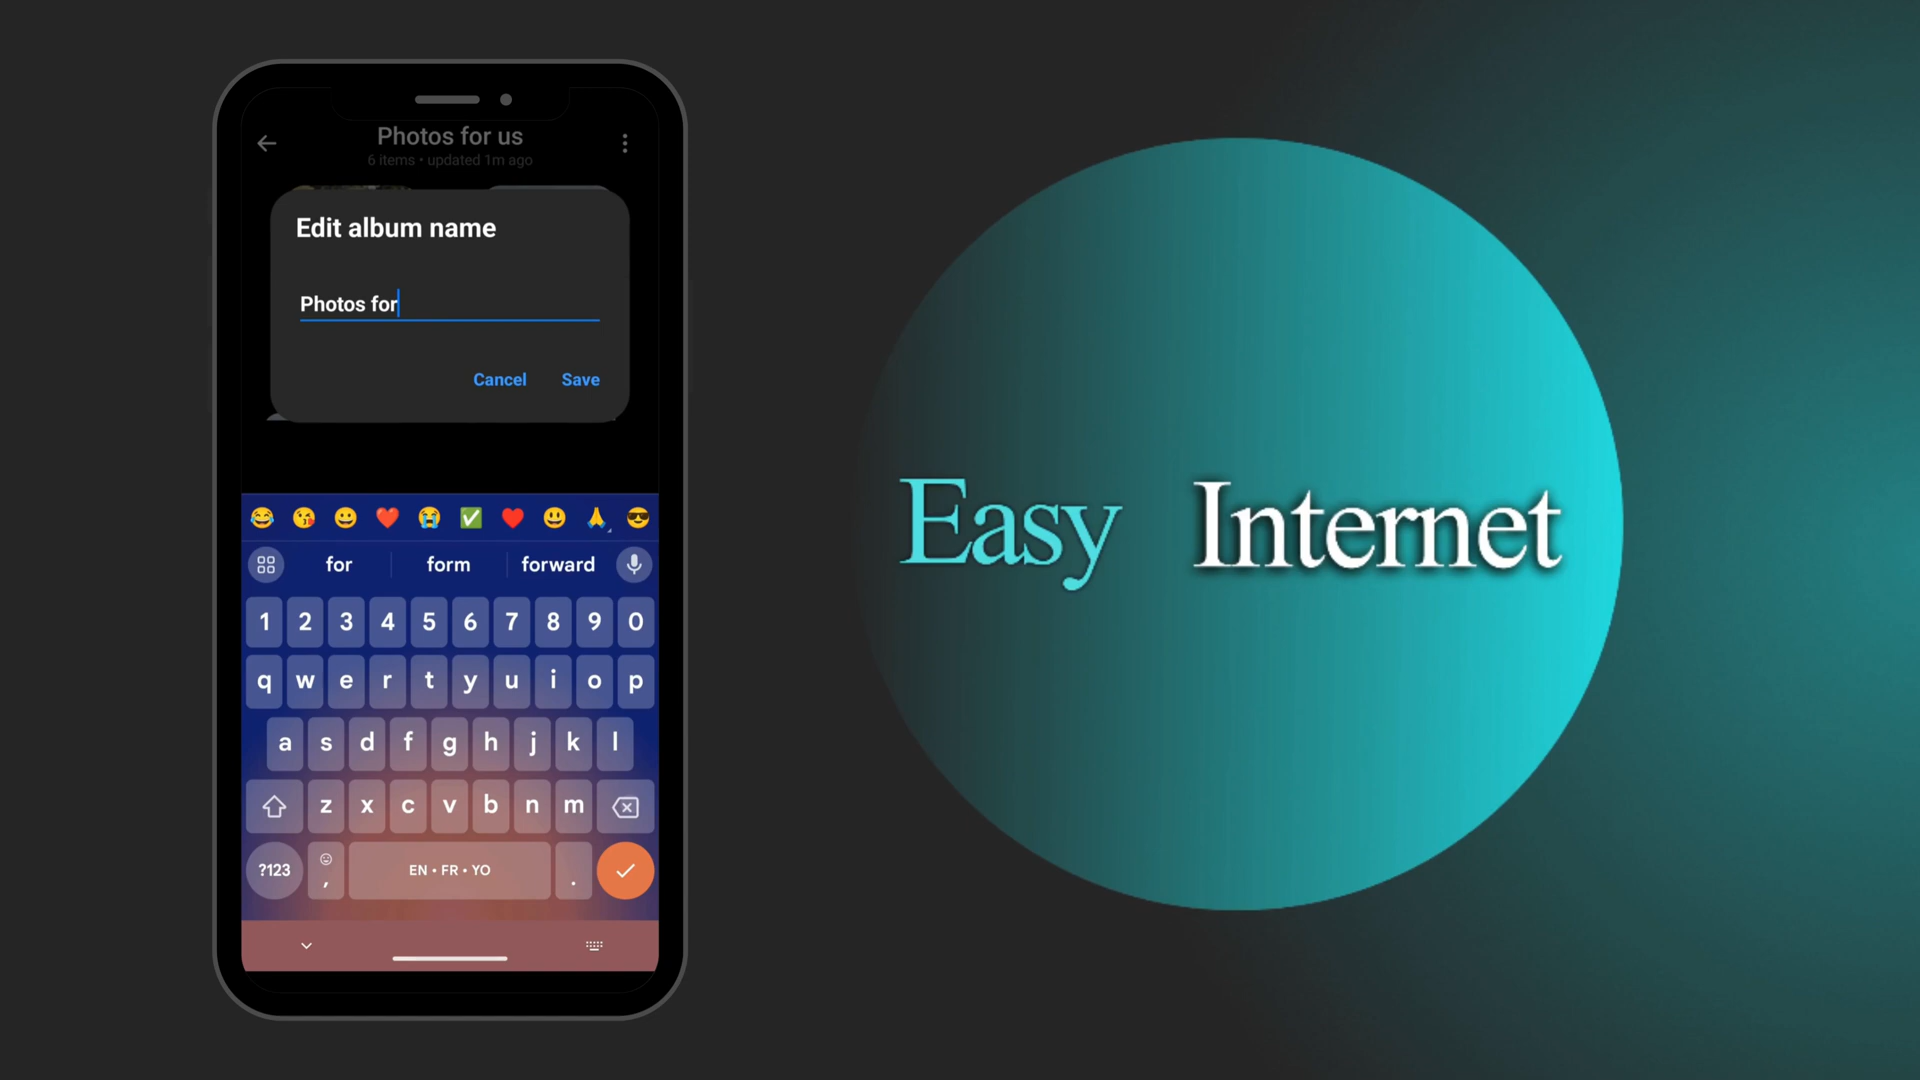 Photos for us
6 items • updated 1m ago
Edit album name
Photos for
Cancel Save
for form forward
1 2 3 4 5 6 7 8 9 0
q w e r t y u i o p
a s d f g h j k l
z x c v b n m
?123 , EN • FR • YO .
Easy Internet